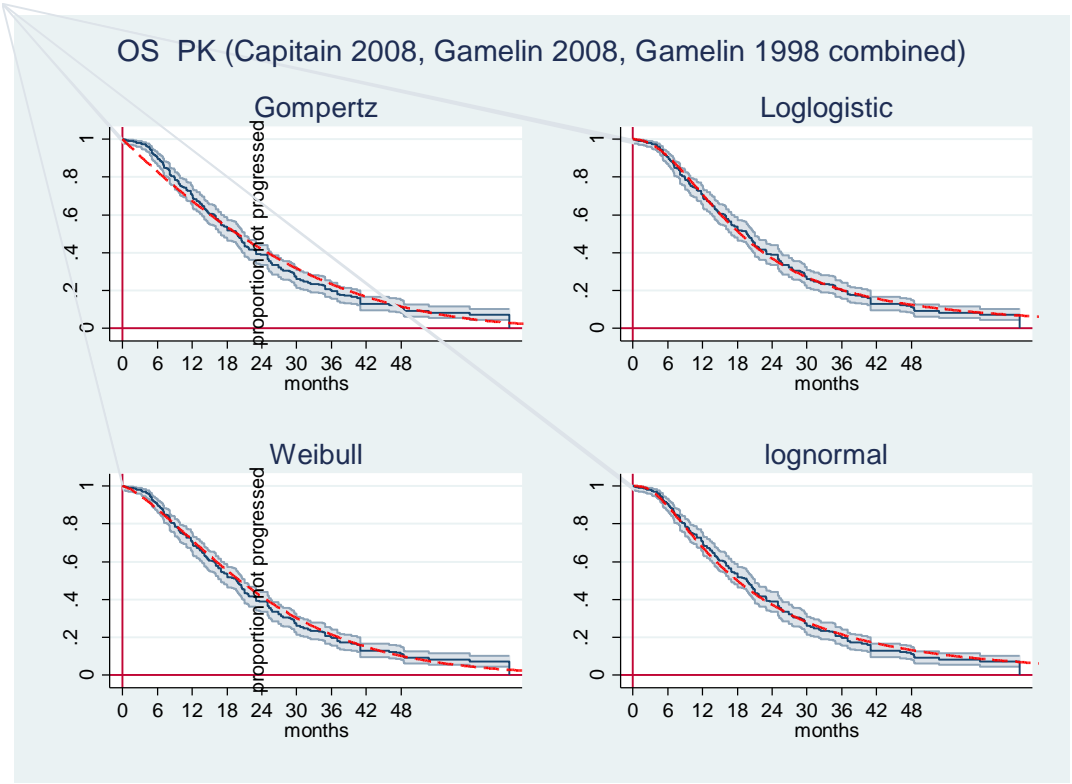 OS PK (Capitain 2008, Gamelin 2008, Gamelin 1998 combined)
Gompertz
proportion not progressed
1
.8
.6
.4
.2
0
0 6 12 18 24 30 36 42 48
months
Loglogistic
1
.8
.6
.4
.2
0
0 6 12 18 24 30 36 42 48
months
Weibull
proportion not progressed
1
.8
.6
.4
.2
0
0 6 12 18 24 30 36 42 48
months
lognormal
1
.8
.6
.4
.2
0
0 6 12 18 24 30 36 42 48
months